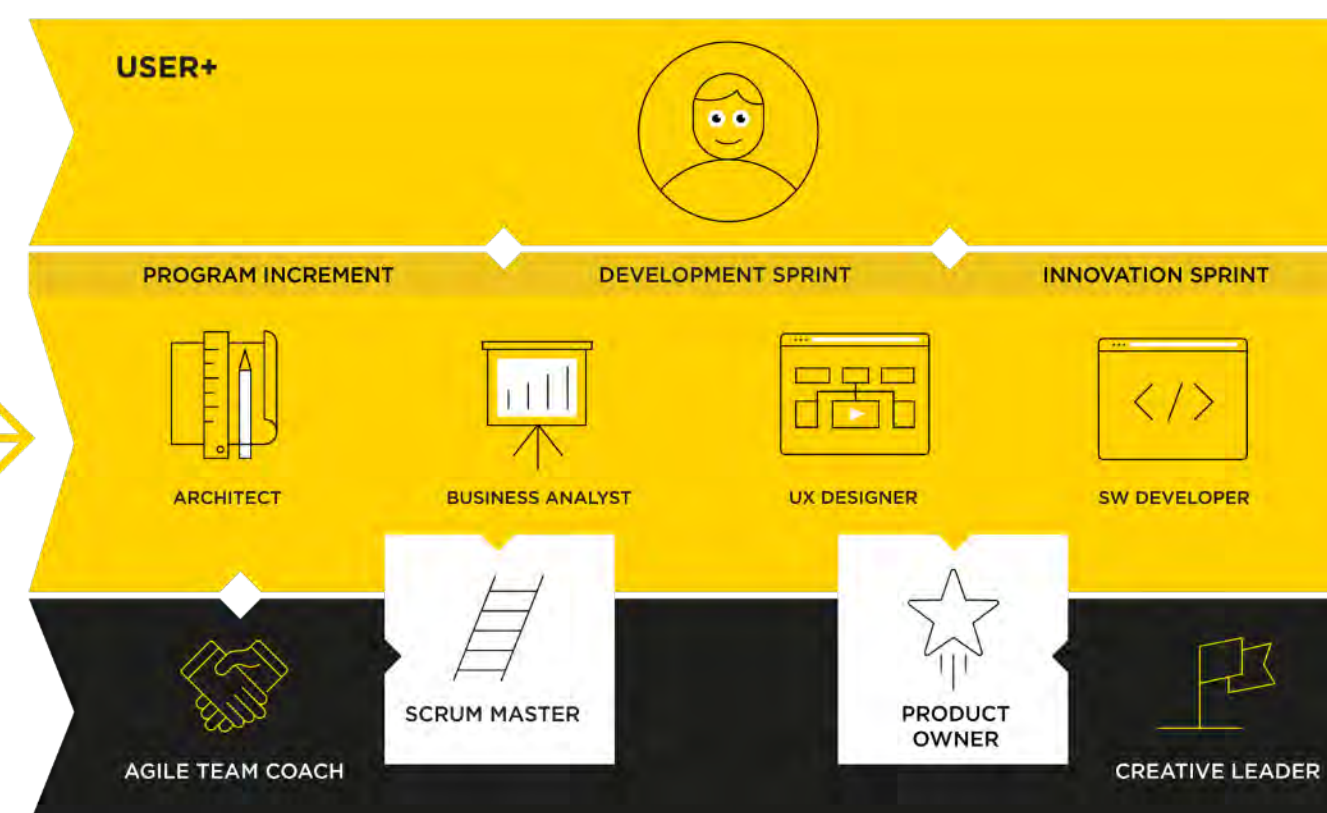 USER+
PROGRAM INCREMENT
DEVELOPMENT SPRINT
INNOVATION SPRINT
</>
ARCHITECT
BUSINESS ANALYST
UX DESIGNER
SW DEVELOPER
SCRUM MASTER
PRODUCT
OWNER
AGILE TEAM COACH
CREATIVE LEADER